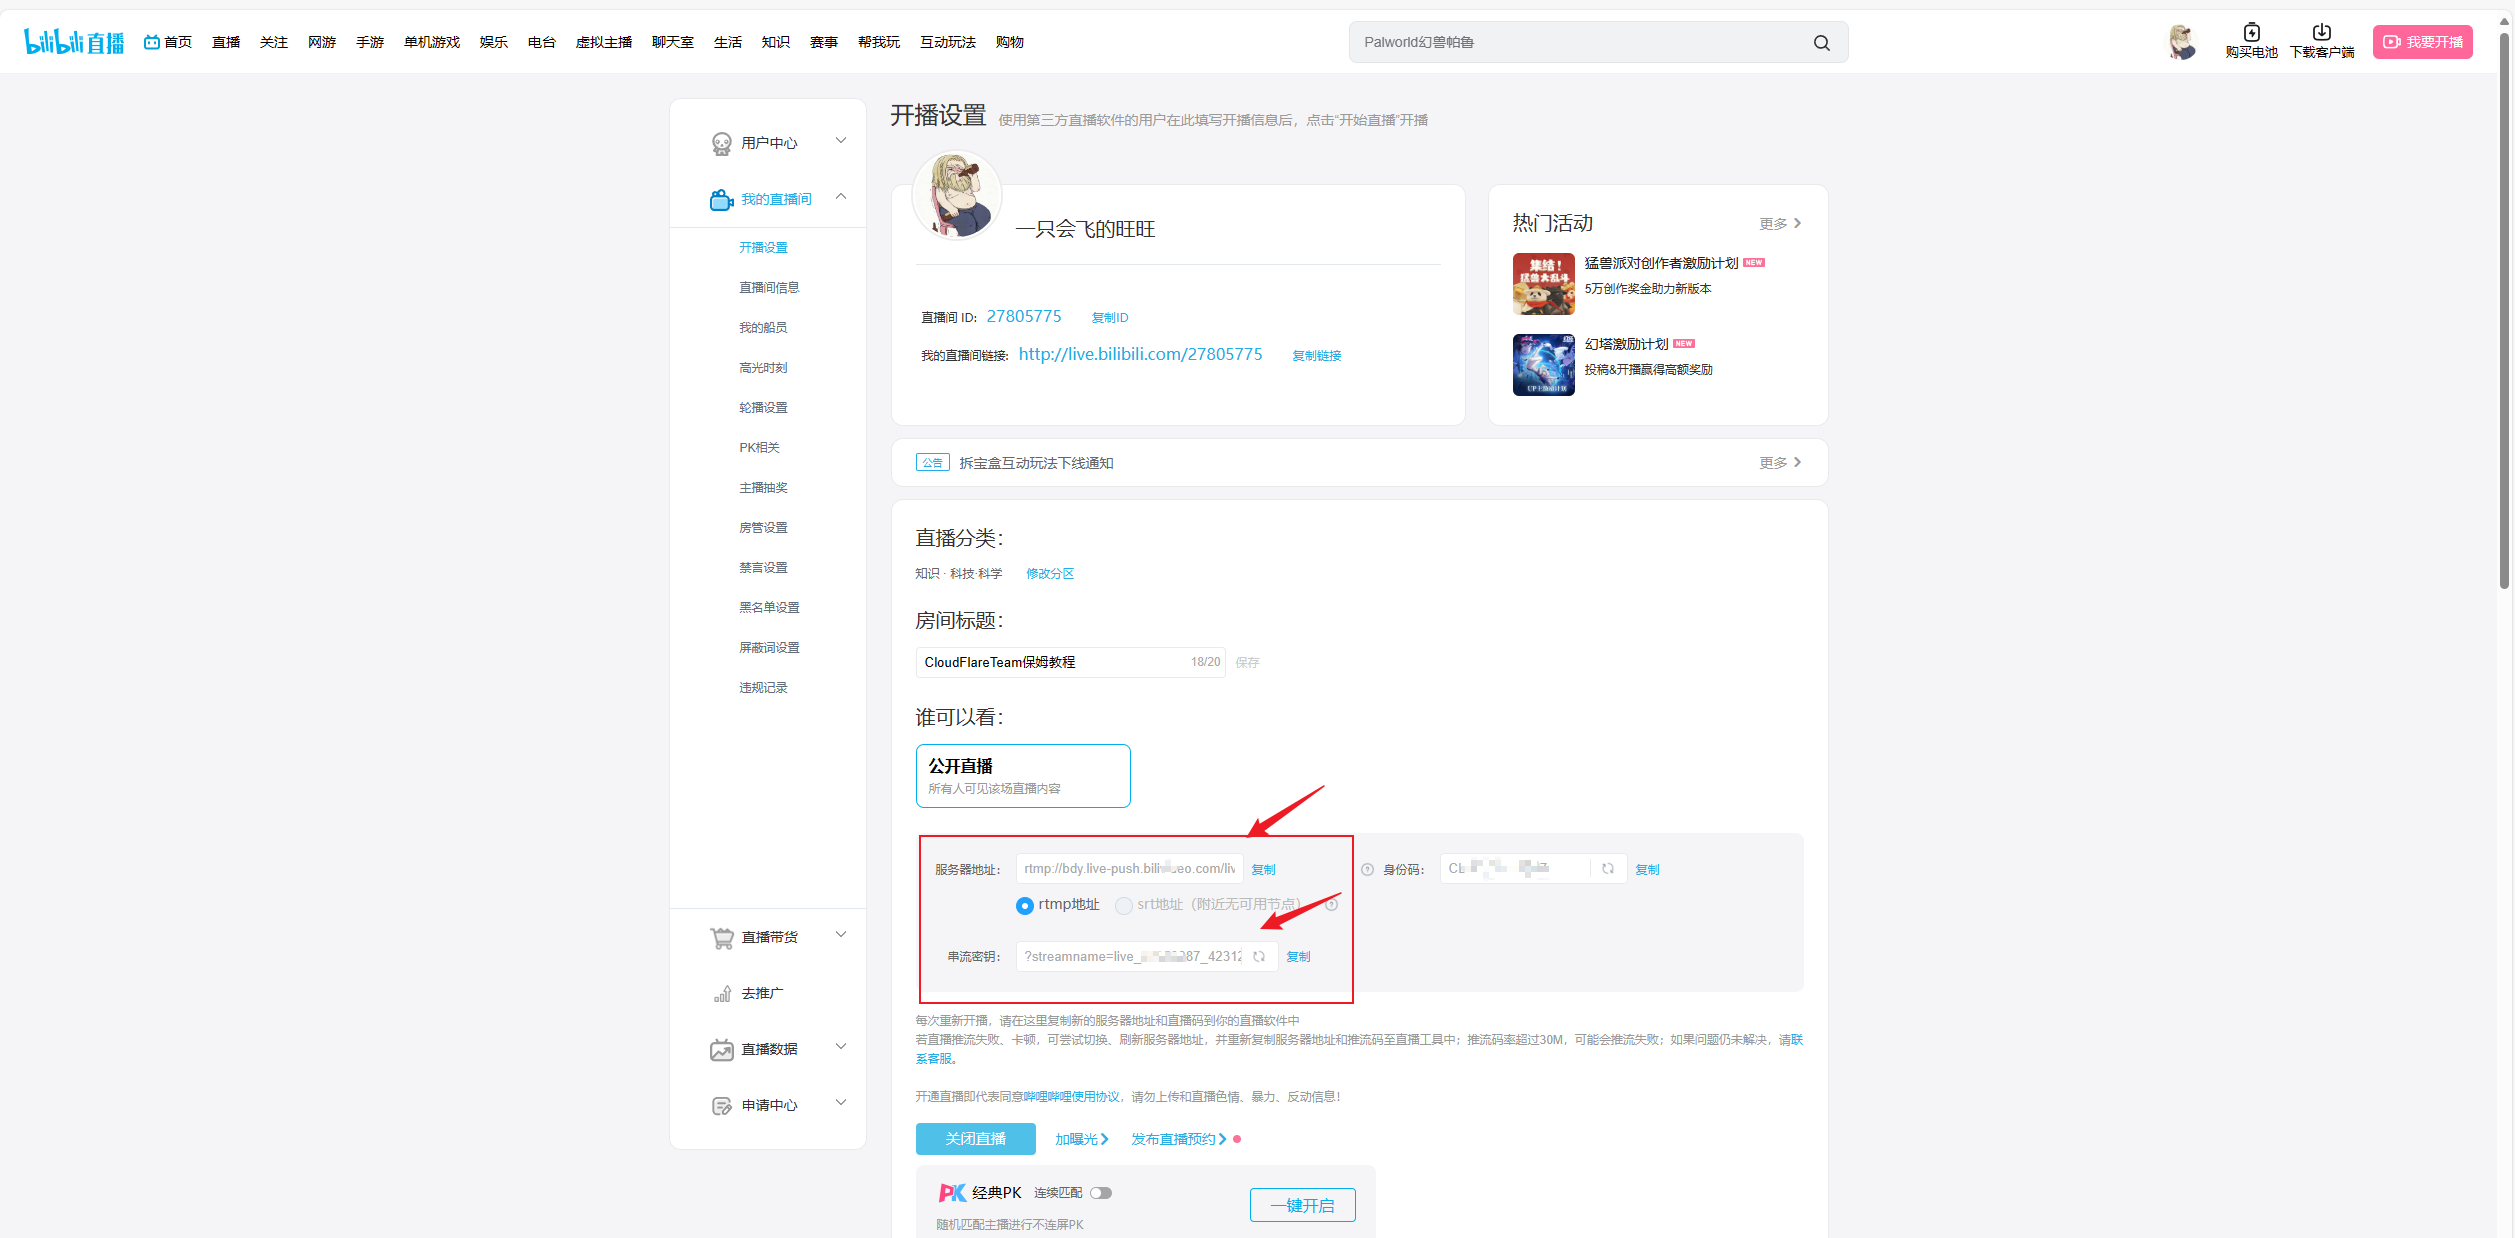 bilibili直播 首页 直播 关注 网游 手游 单机游戏 娱乐 电台 虚拟主播 聊天室 生活 知识 赛事 帮我玩 互动玩法 购物
Palworld幻兽帕鲁
购买电池 下载客户端 我要开播
用户中心
我的直播间
开播设置
直播间信息
我的船员
高光时刻
轮播设置
PK相关
主播抽奖
房管设置
禁言设置
黑名单设置
屏蔽词设置
违规记录
直播带货
去推广
直播数据
申请中心
开播设置 使用第三方直播软件的用户在此填写开播信息后，点击“开始直播”开播
一只会飞的旺旺
直播间 ID: 27805775 复制ID
我的直播间链接: http://live.bilibili.com/27805775 复制链接
热门活动 更多
集结！
猛兽派对创作者激励计划 NEW
5万创作奖金助力新版本
幻塔激励计划 NEW
投稿&开播赢得高额奖励
公告 拆宝盒互动玩法下线通知 更多
直播分类：
知识 · 科技·科学 修改分区
房间标题：
CloudFlareTeam保姆教程 18/20 保存
谁可以看：
公开直播
所有人可见该场直播内容
服务器地址： rtmp://bdy.live-push.bili eo.com/liv 复制
身份码： 复制
rtmp地址 srt地址（附近无可用节点）
串流密钥： ?streamname=live_ 87_42312 复制
每次重新开播，请在这里复制新的服务器地址和直播码到你的直播软件中
若直播推流失败、卡顿，可尝试切换、刷新服务器地址，并重新复制服务器地址和推流码至直播工具中；推流码率超过30M，可能会推流失败；如果问题仍未解决，请联
系客服。
开通直播即代表同意哔哩哔哩使用协议，请勿上传和直播色情、暴力、反动信息！
关闭直播 加曝光 发布直播预约
PK 经典PK 连续匹配
随机匹配主播进行不连屏PK
一键开启